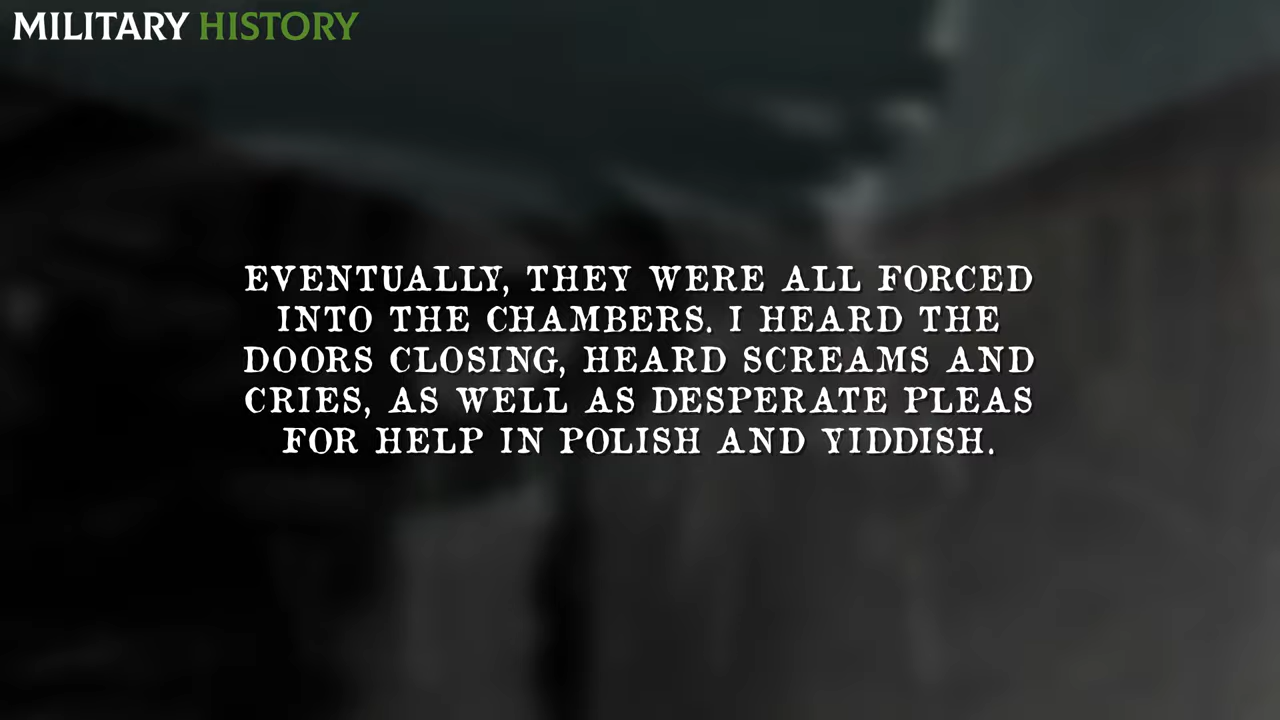 MILITARY HISTORY
EVENTUALLY, THEY WERE ALL FORCED
INTO THE CHAMBERS. I HEARD THE
DOORS CLOSING, HEARD SCREAMS AND
CRIES, AS WELL AS DESPERATE PLEAS
FOR HELP IN POLISH AND YIDDISH.